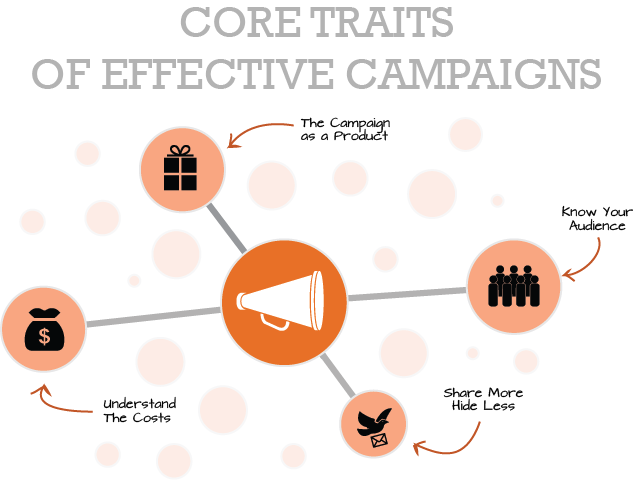 CORE TRAITS
OF EFFECTIVE CAMPAIGNS
The Campaign
as a Product
Know Your
Audience
$
Understand
The Costs
Share More
Hide Less